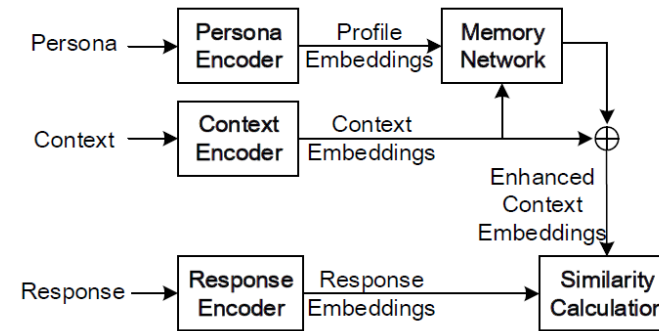 Persona
Persona
Encoder
Profile
Embeddings
Memory
Network
Context
Context
Encoder
Context
Embeddings
Enhanced
Context
Embeddings
Response
Response
Encoder
Response
Embeddings
Similarity
Calculation